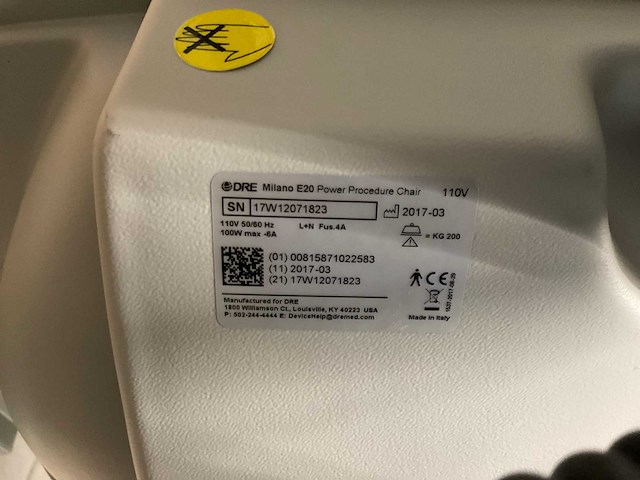 DRE Milano E20 Power Procedure Chair 110V
SN 17W12071823
2017-03
110V 50/60 Hz L+N Fus.4A
100W max -6A
= KG 200
(01) 00815871022583
(11) 2017-03
(21) 17W12071823
CE
Manufactured for DRE
1800 Williamson Ct., Louisville, KY 40223 USA
P: 502-244-4444 E: DeviceHelp@dremed.com
Made in Italy